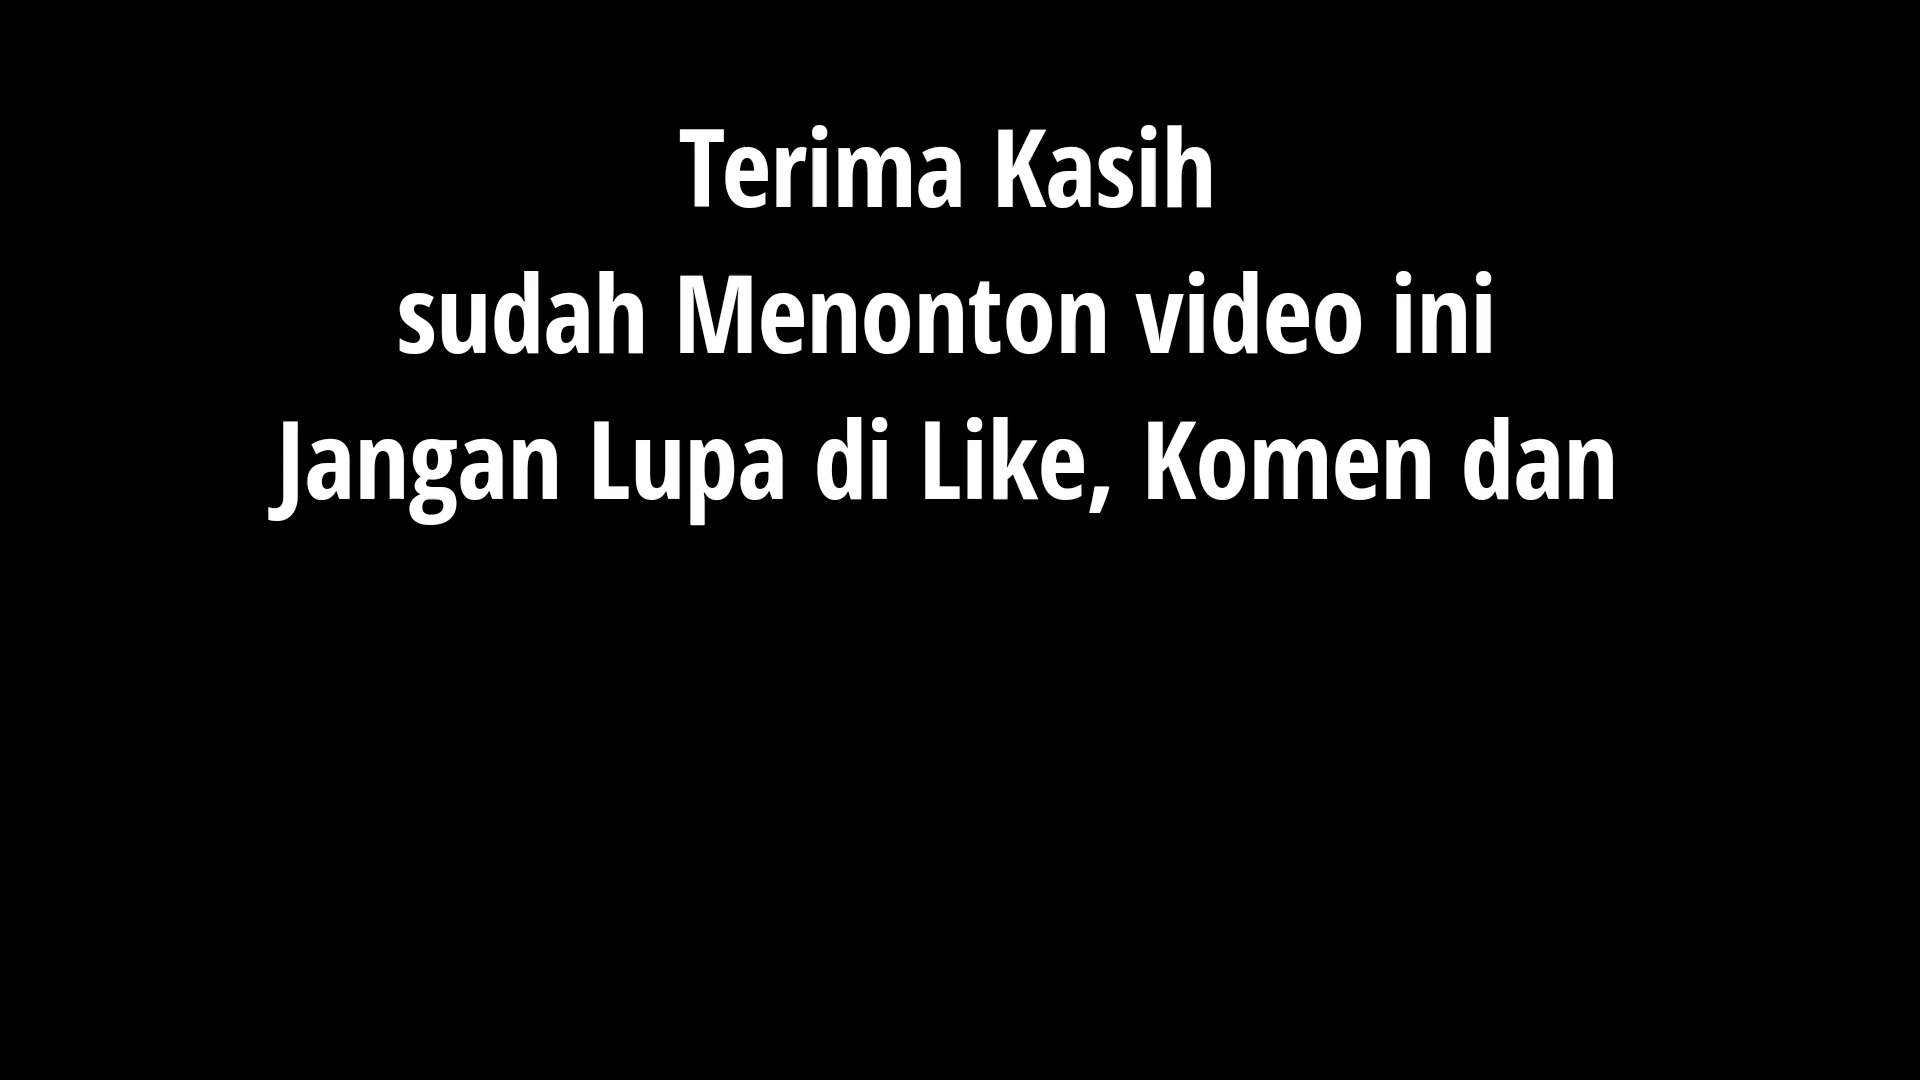 Terima Kasih
sudah Menonton video ini
Jangan Lupa di Like, Komen dan